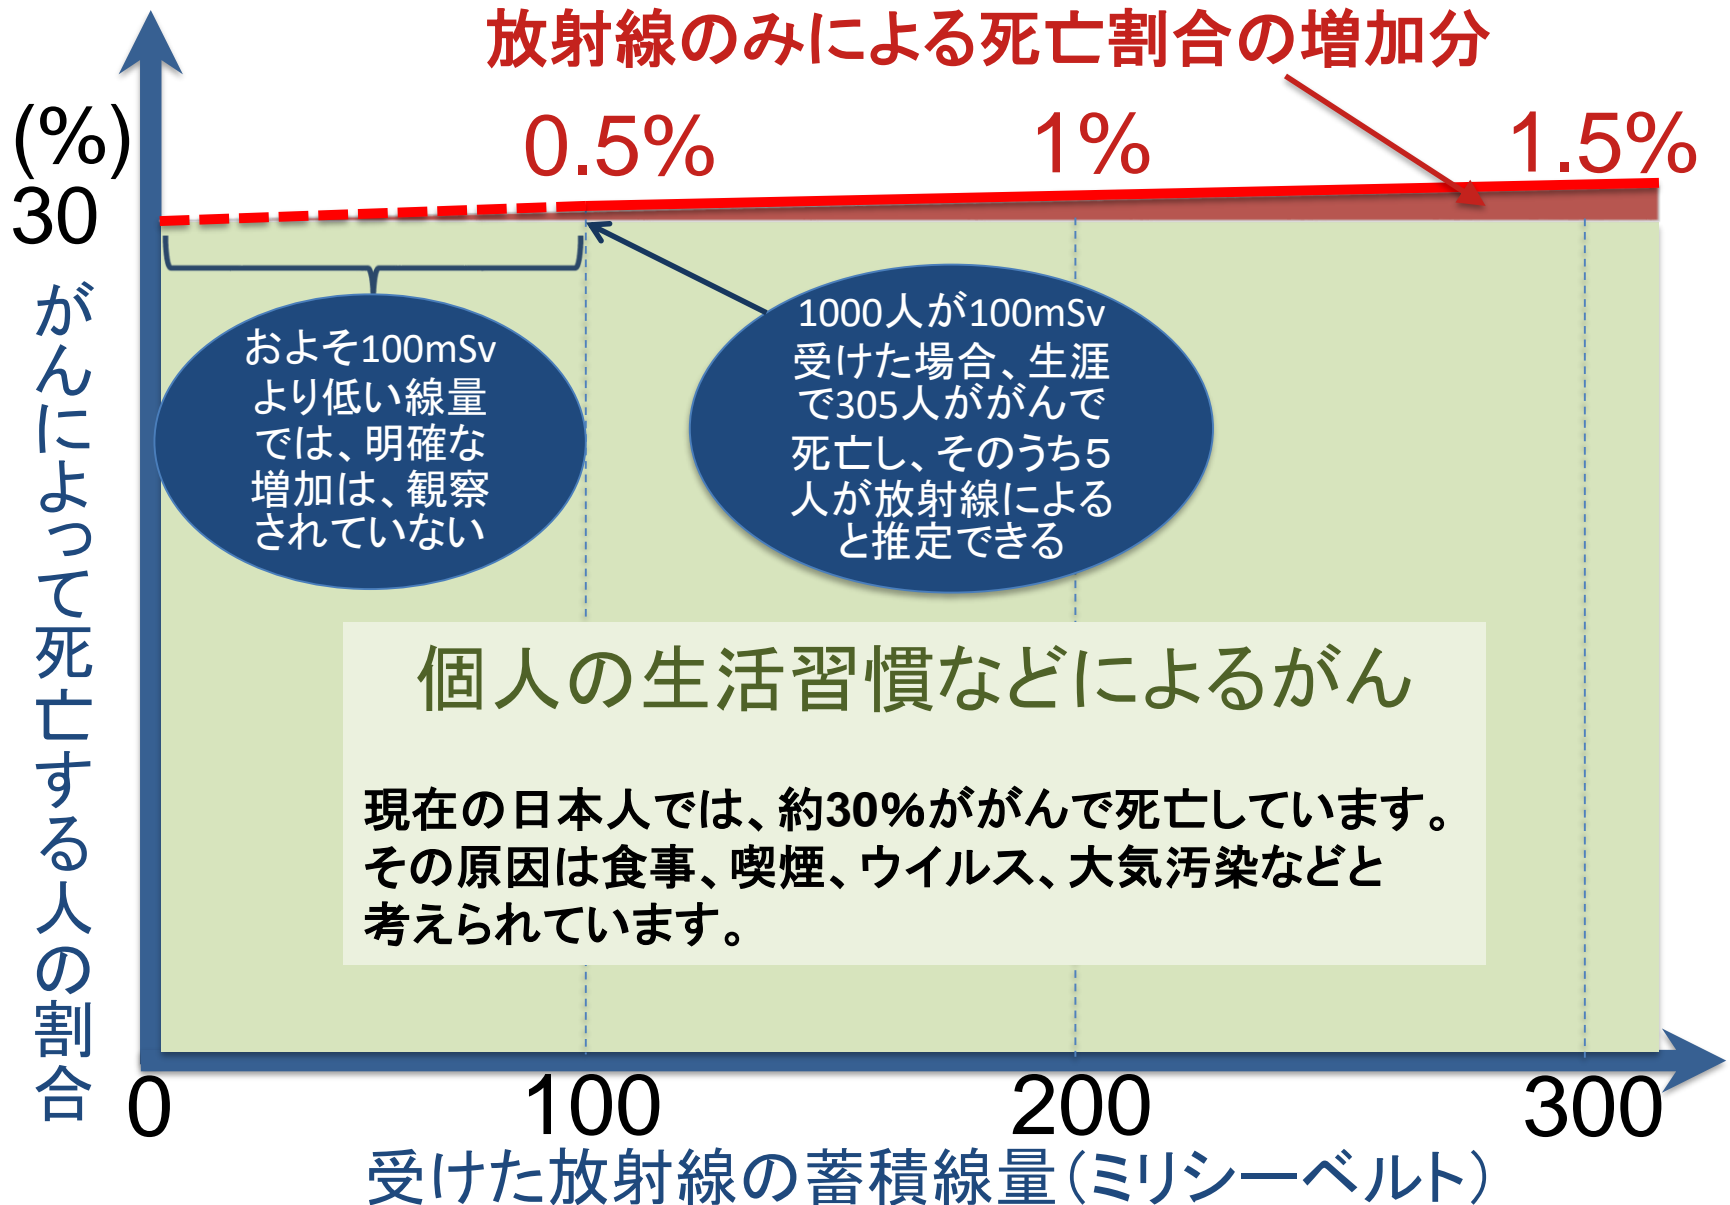 放射線のみによる死亡割合の増加分
(%)
0.5%
1%
1.5%
30
がんによって死亡する人の割合
およそ100mSv
より低い線量
では、明確な
増加は、観察
されていない
1000人が100mSv
受けた場合、生涯
で305人ががんで
死亡し、そのうち５
人が放射線による
と推定できる
個人の生活習慣などによるがん
現在の日本人では、約30%ががんで死亡しています。
その原因は食事、喫煙、ウイルス、大気汚染などと
考えられています。
0
100
200
300
受けた放射線の蓄積線量（ミリシーベルト）